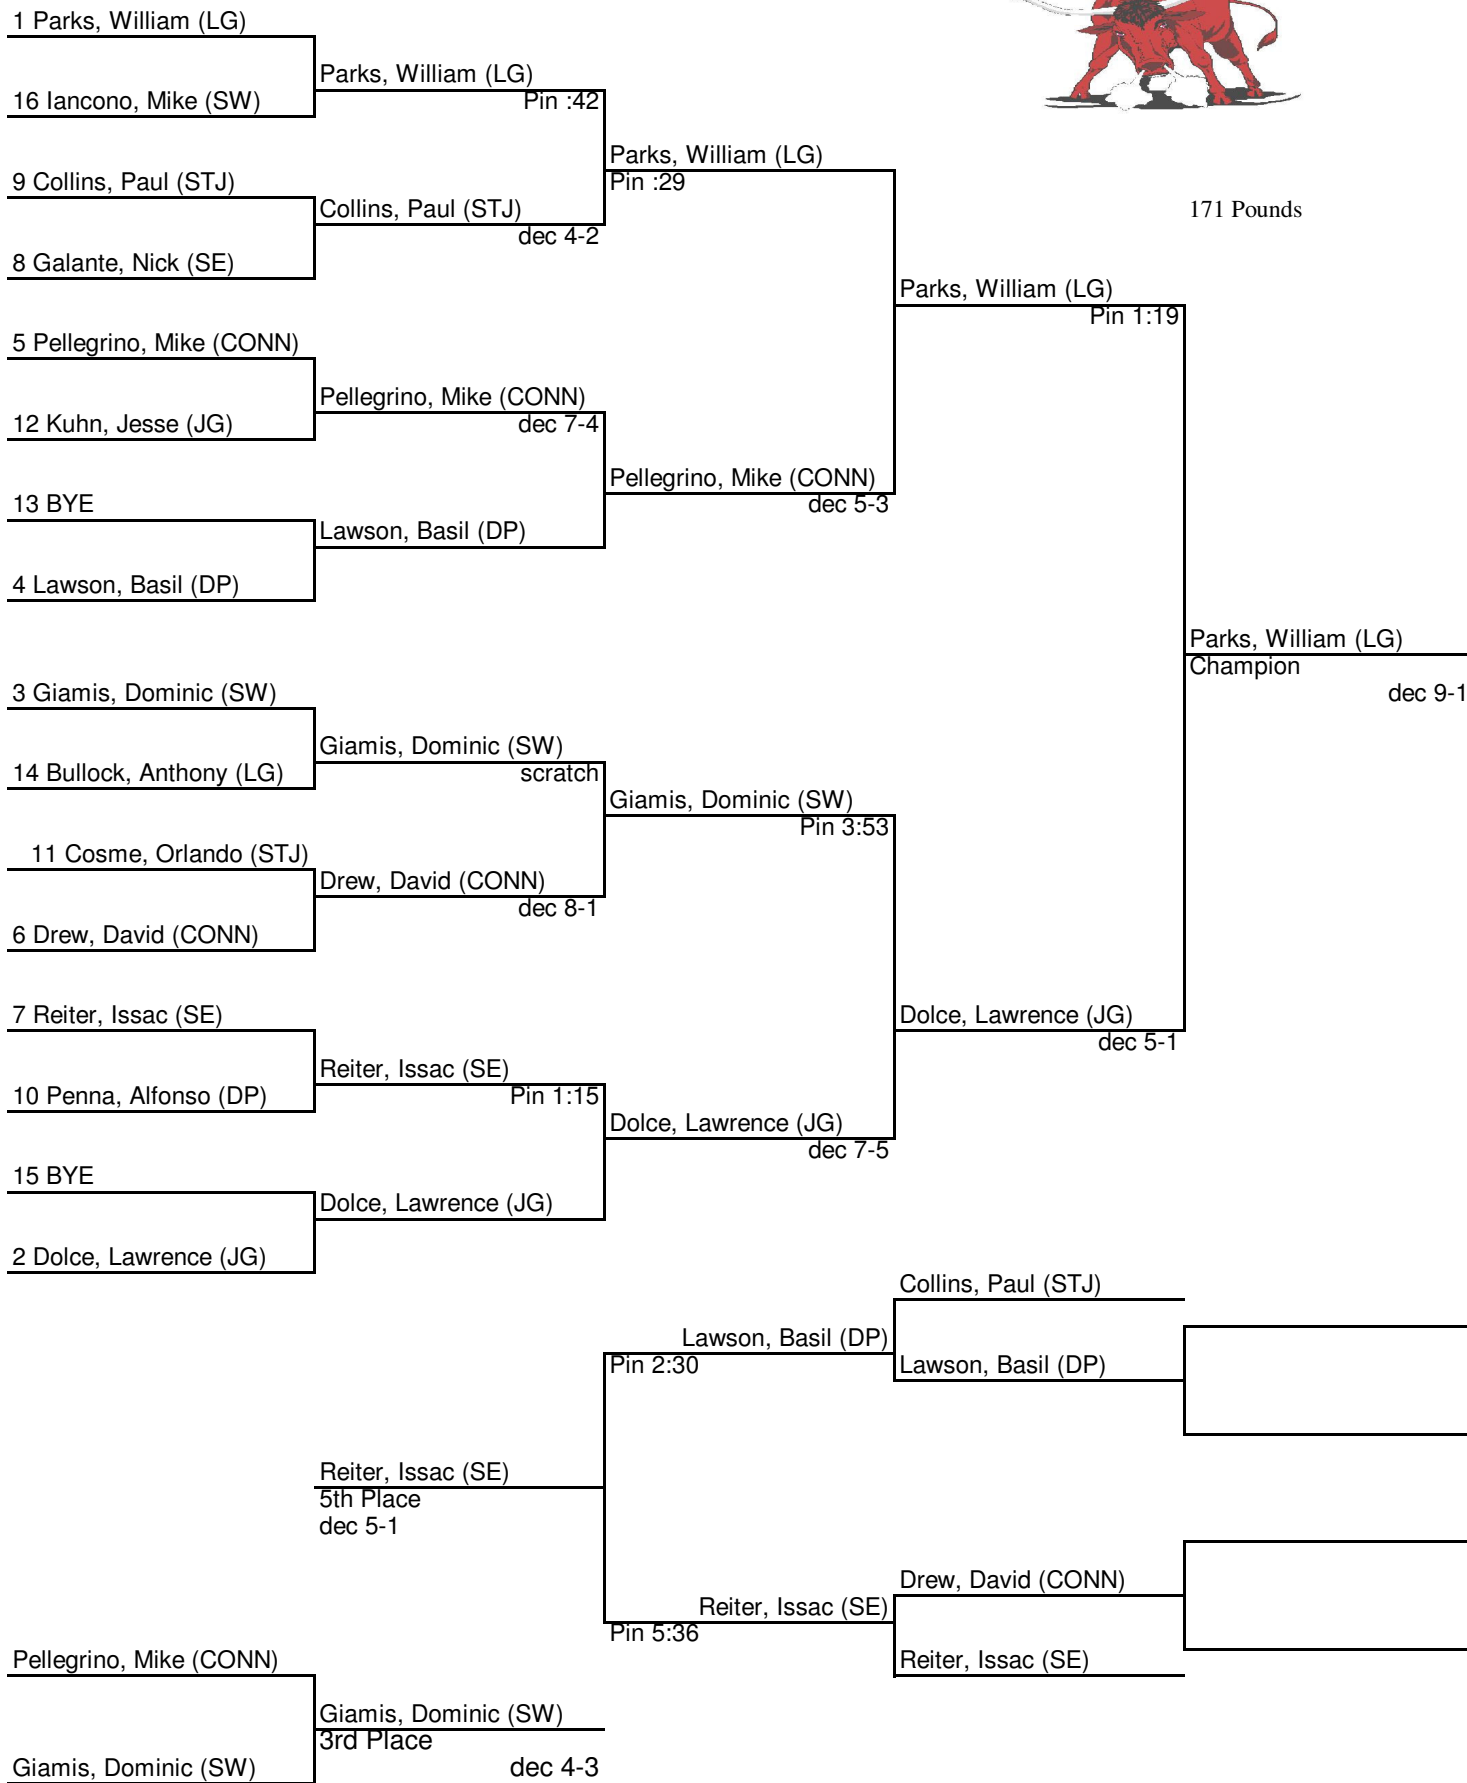 1 Parks, William (LG)
Parks, William (LG)
Pin :42
16 Iancono, Mike (SW)
Parks, William (LG)
Pin :29
9 Collins, Paul (STJ)
Collins, Paul (STJ)
dec 4-2
171 Pounds
8 Galante, Nick (SE)
Parks, William (LG)
Pin 1:19
5 Pellegrino, Mike (CONN)
Pellegrino, Mike (CONN)
dec 7-4
12 Kuhn, Jesse (JG)
Pellegrino, Mike (CONN)
dec 5-3
13 BYE
Lawson, Basil (DP)
4 Lawson, Basil (DP)
Parks, William (LG)
Champion
dec 9-1
3 Giamis, Dominic (SW)
Giamis, Dominic (SW)
scratch
14 Bullock, Anthony (LG)
Giamis, Dominic (SW)
Pin 3:53
11 Cosme, Orlando (STJ)
Drew, David (CONN)
dec 8-1
6 Drew, David (CONN)
7 Reiter, Issac (SE)
Dolce, Lawrence (JG)
dec 5-1
Reiter, Issac (SE)
Pin 1:15
10 Penna, Alfonso (DP)
Dolce, Lawrence (JG)
dec 7-5
15 BYE
Dolce, Lawrence (JG)
2 Dolce, Lawrence (JG)
Collins, Paul (STJ)
Lawson, Basil (DP)
Pin 2:30
Lawson, Basil (DP)
Reiter, Issac (SE)
5th Place
dec 5-1
Drew, David (CONN)
Reiter, Issac (SE)
Pin 5:36
Reiter, Issac (SE)
Pellegrino, Mike (CONN)
Giamis, Dominic (SW)
3rd Place
dec 4-3
Giamis, Dominic (SW)